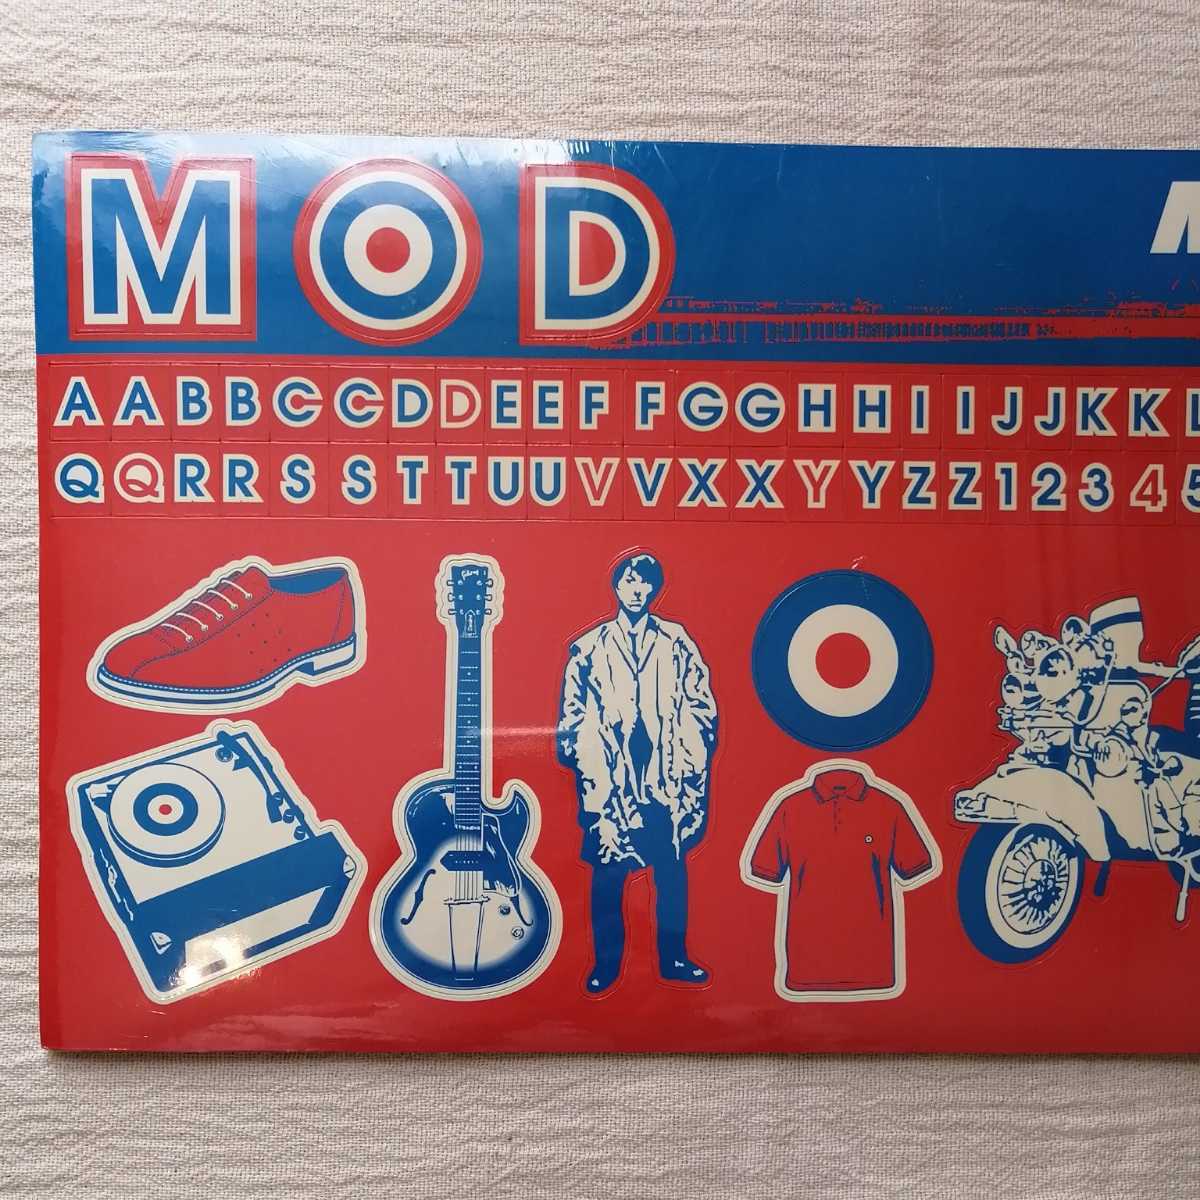 MOD
AABBCCDDEEFFGGHHIIJJKK
QQRRSSTTUUVVXXYYZZ1234